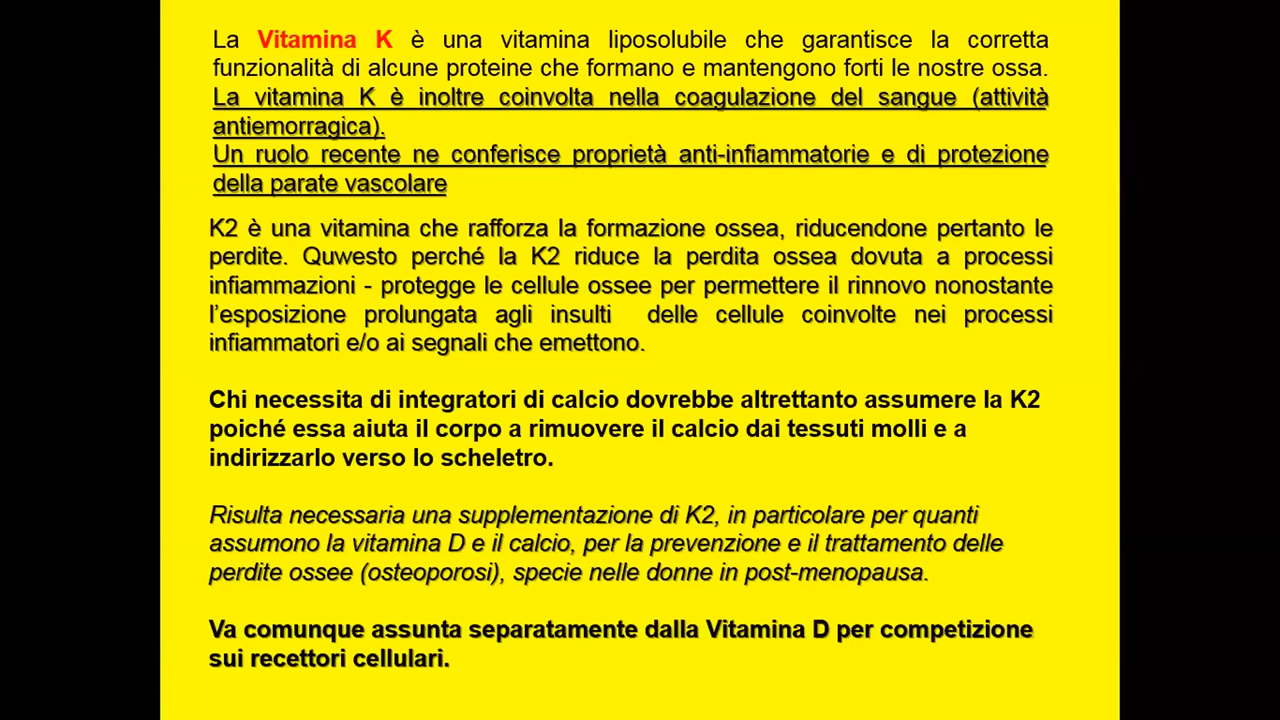 La Vitamina K è una vitamina liposolubile che garantisce la corretta
funzionalità di alcune proteine che formano e mantengono forti le nostre ossa.
La vitamina K è inoltre coinvolta nella coagulazione del sangue (attività
antiemorragica).
Un ruolo recente ne conferisce proprietà anti-infiammatorie e di protezione
della parate vascolare
K2 è una vitamina che rafforza la formazione ossea, riducendone pertanto le
perdite. Quwesto perché la K2 riduce la perdita ossea dovuta a processi
infiammazioni - protegge le cellule ossee per permettere il rinnovo nonostante
l'esposizione prolungata agli insulti delle cellule coinvolte nei processi
infiammatori e/o ai segnali che emettono.
Chi necessita di integratori di calcio dovrebbe altrettanto assumere la K2
poiché essa aiuta il corpo a rimuovere il calcio dai tessuti molli e a
indirizzarlo verso lo scheletro.
Risulta necessaria una supplementazione di K2, in particolare per quanti
assumono la vitamina D e il calcio, per la prevenzione e il trattamento delle
perdite ossee (osteoporosi), specie nelle donne in post-menopausa.
Va comunque assunta separatamente dalla Vitamina D per competizione
sui recettori cellulari.